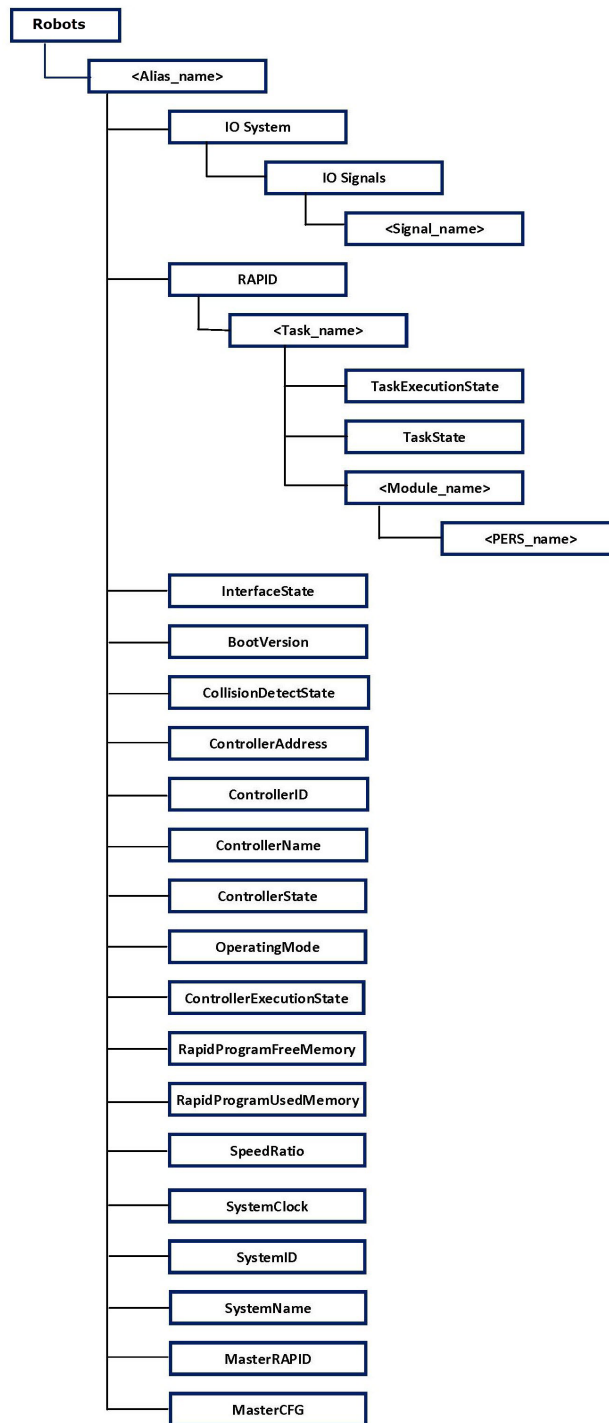 Robots
<Alias_name>
IO System
IO Signals
<Signal_name>
RAPID
<Task_name>
TaskExecutionState
TaskState
<Module_name>
<PERS_name>
InterfaceState
BootVersion
CollisionDetectState
ControllerAddress
ControllerID
ControllerName
ControllerState
OperatingMode
ControllerExecutionState
RapidProgramFreeMemory
RapidProgramUsedMemory
SpeedRatio
SystemClock
SystemID
SystemName
MasterRAPID
MasterCFG